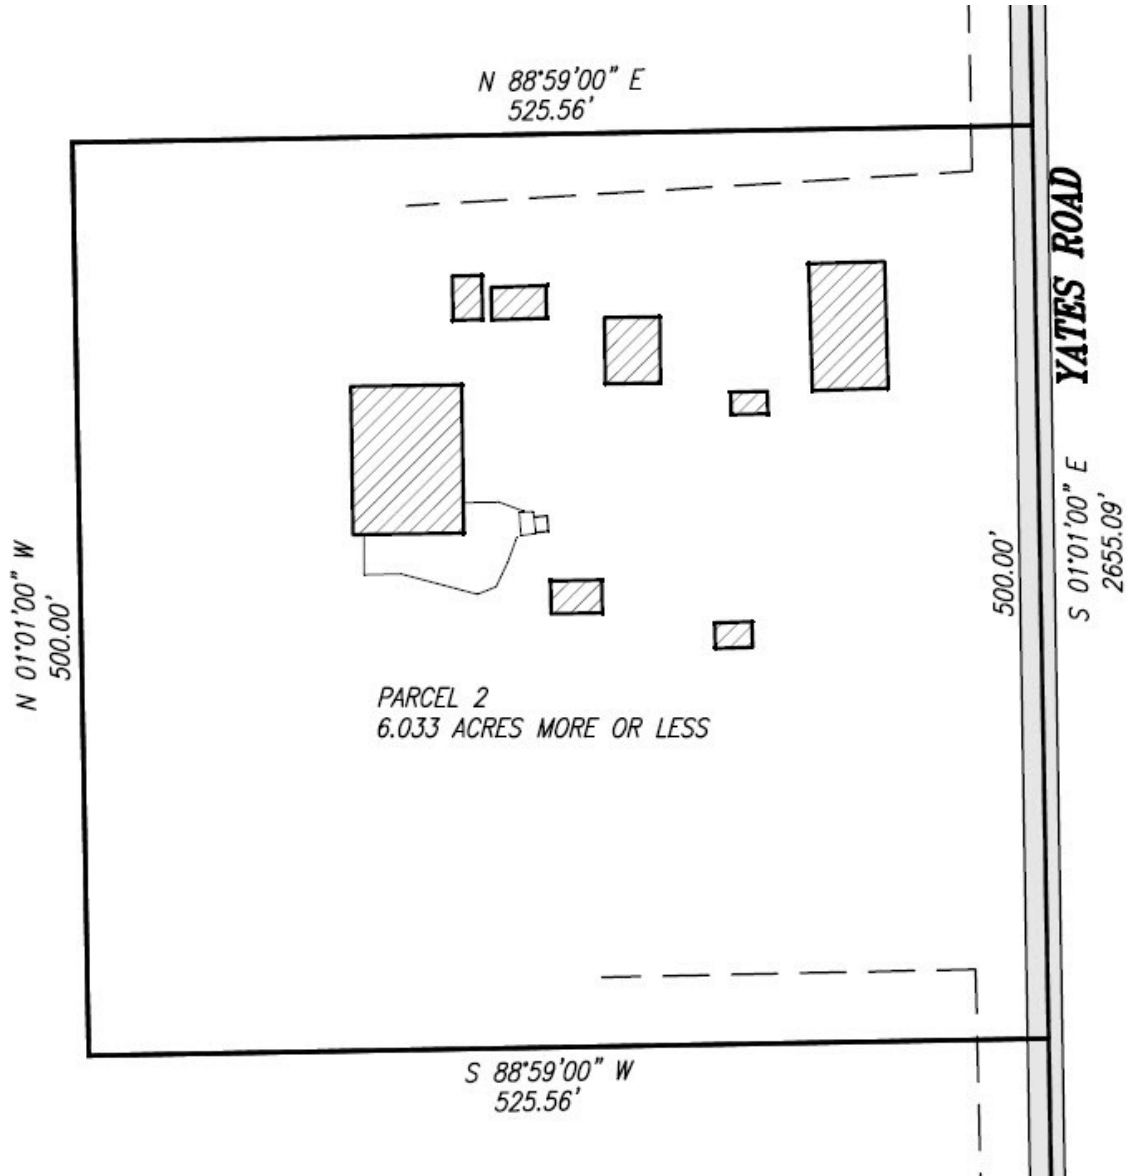 N 88°59'00" E
525.56'
YATES ROAD
N 01°01'00" W
500.00'
500.00'
S 01°01'00" E
2655.09'
PARCEL 2
6.033 ACRES MORE OR LESS
S 88°59'00" W
525.56'